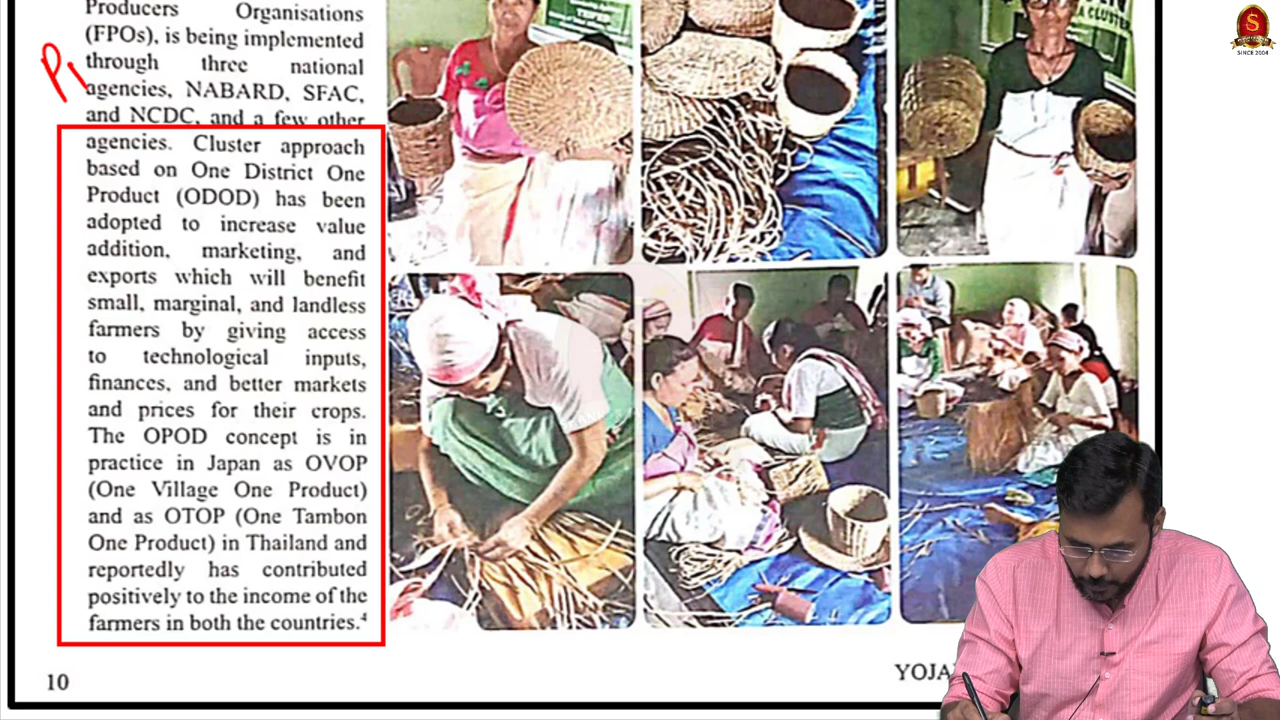 Producers Organisations
(FPOs), is being implemented
through three national
agencies, NABARD, SFAC,
and NCDC, and a few other
agencies. Cluster approach
based on One District One
Product (ODOD) has been
adopted to increase value
addition, marketing, and
exports which will benefit
small, marginal, and landless
farmers by giving access
to technological inputs,
finances, and better markets
and prices for their crops.
The OPOD concept is in
practice in Japan as OVOP
(One Village One Product)
and as OTOP (One Tambon
One Product) in Thailand and
reportedly has contributed
positively to the income of the
farmers in both the countries.⁴
10
YOJA
CLUSTER
S
SINCE 2004